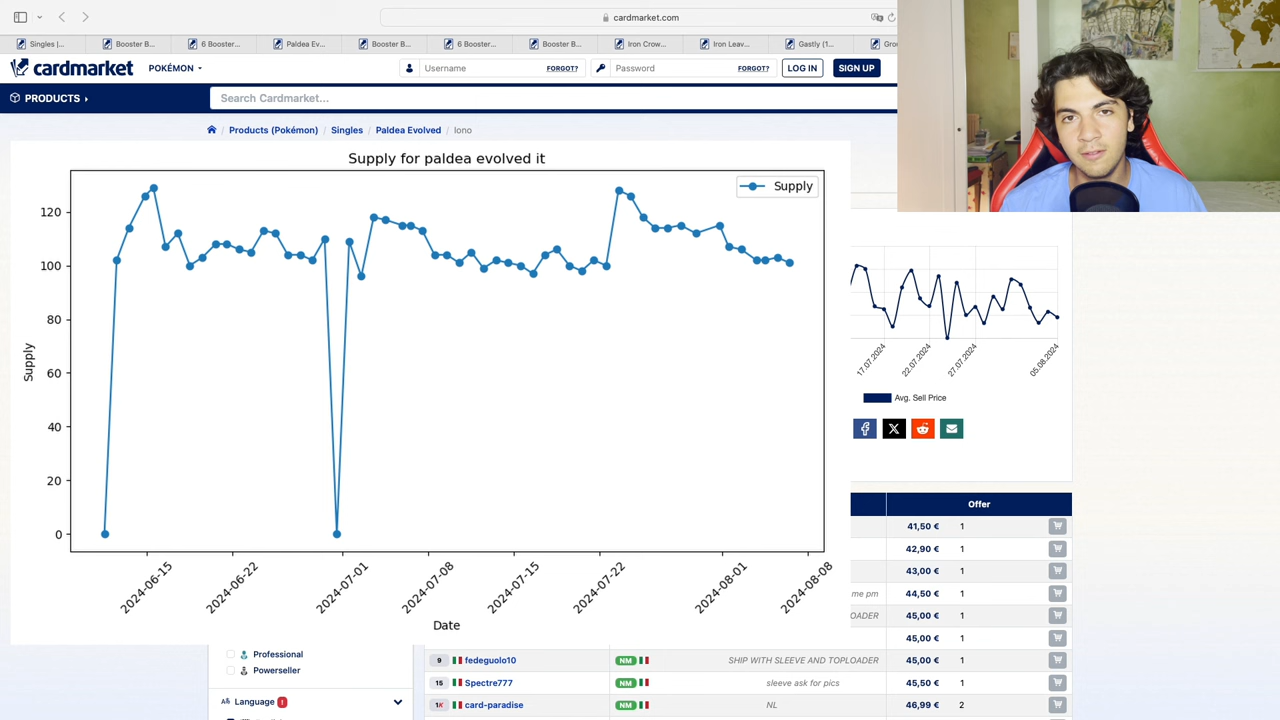 cardmarket.com
Singles |...
Booster B...
6 Booster...
Paldea Ev...
Booster B...
6 Booster...
Booster B...
Iron Crow...
Iron Leav...
Gastly (1...
cardmarket
POKÉMON
Username
FORGOT?
Password
FORGOT?
LOG IN
SIGN UP
PRODUCTS
Search Cardmarket...
/ Products (Pokémon) / Singles / Paldea Evolved / Iono
Supply for paldea evolved it
Supply
120
100
80
60
40
20
0
Supply
2024-06-15
2024-06-22
2024-07-01
2024-07-08
2024-07-15
2024-07-22
2024-08-01
2024-08-08
Date
17.07.2024
22.07.2024
27.07.2024
05.08.2024
Avg. Sell Price
Offer
41,50 € 1
42,90 € 1
43,00 € 1
me pm 44,50 € 1
OADER 45,00 € 1
45,00 € 1
Professional
Powerseller
Language !
9 fedeguolo10 NM SHIP WITH SLEEVE AND TOPLOADER 45,00 € 1
15 Spectre777 NM sleeve ask for pics 45,50 € 1
1K card-paradise NM NL 46,99 € 2